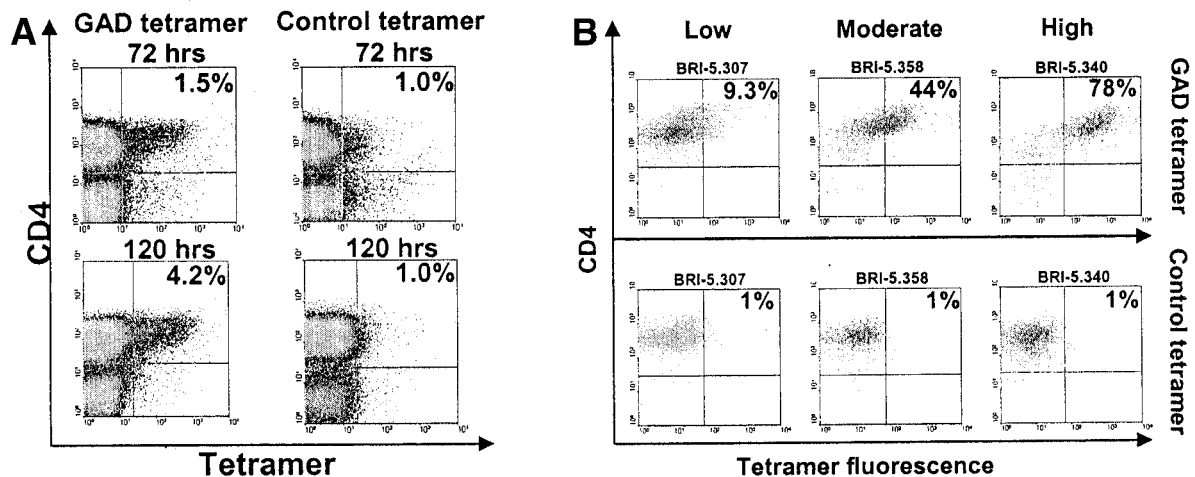 A
GAD tetramer
72 hrs
1.5%
Control tetramer
72 hrs
1.0%
120 hrs
4.2%
120 hrs
1.0%
CD4
Tetramer
B
Low
Moderate
High
BRI-5.307
9.3%
BRI-5.358
44%
BRI-5.340
78%
GAD tetramer
BRI-5.307
1%
BRI-5.358
1%
BRI-5.340
1%
Control tetramer
CD4
Tetramer fluorescence